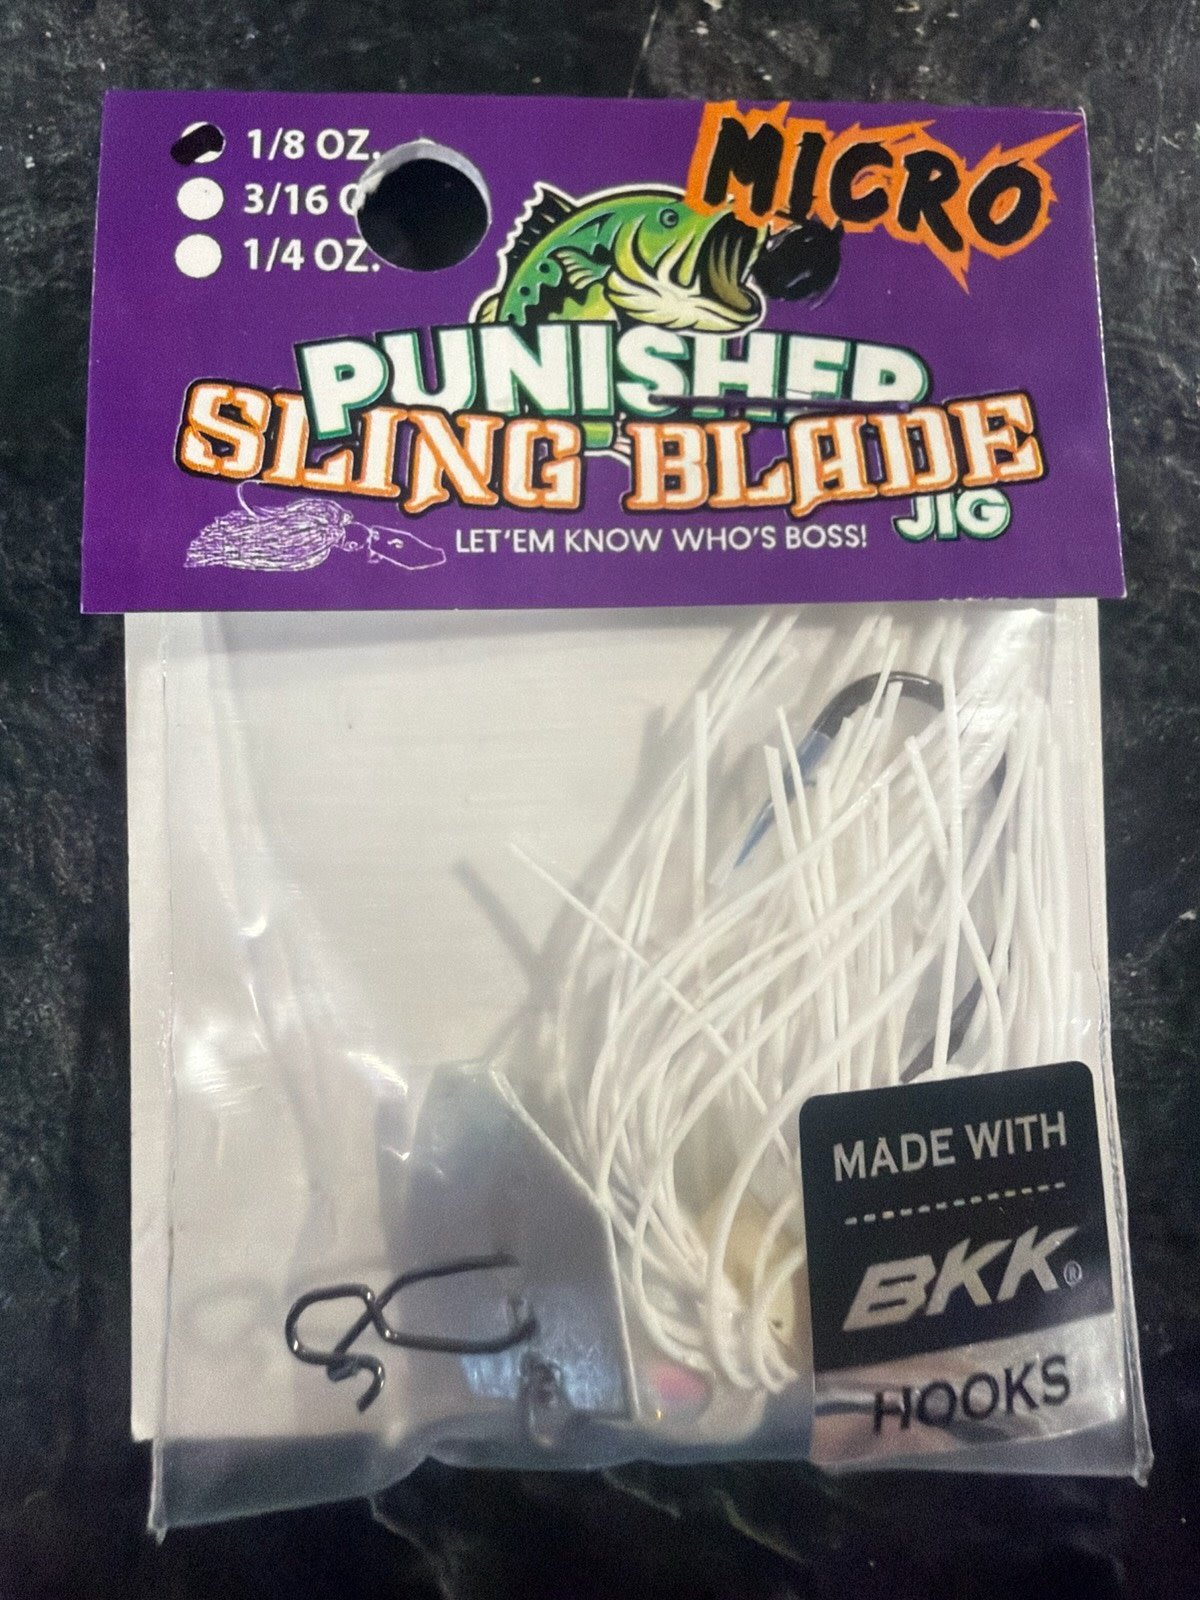 1/8 OZ.
3/16 O
1/4 OZ.
MICRO
PUNISHED
SLING BLADE
JIG
LET'EM KNOW WHO'S BOSS!
MADE WITH
BKK®
HOOKS